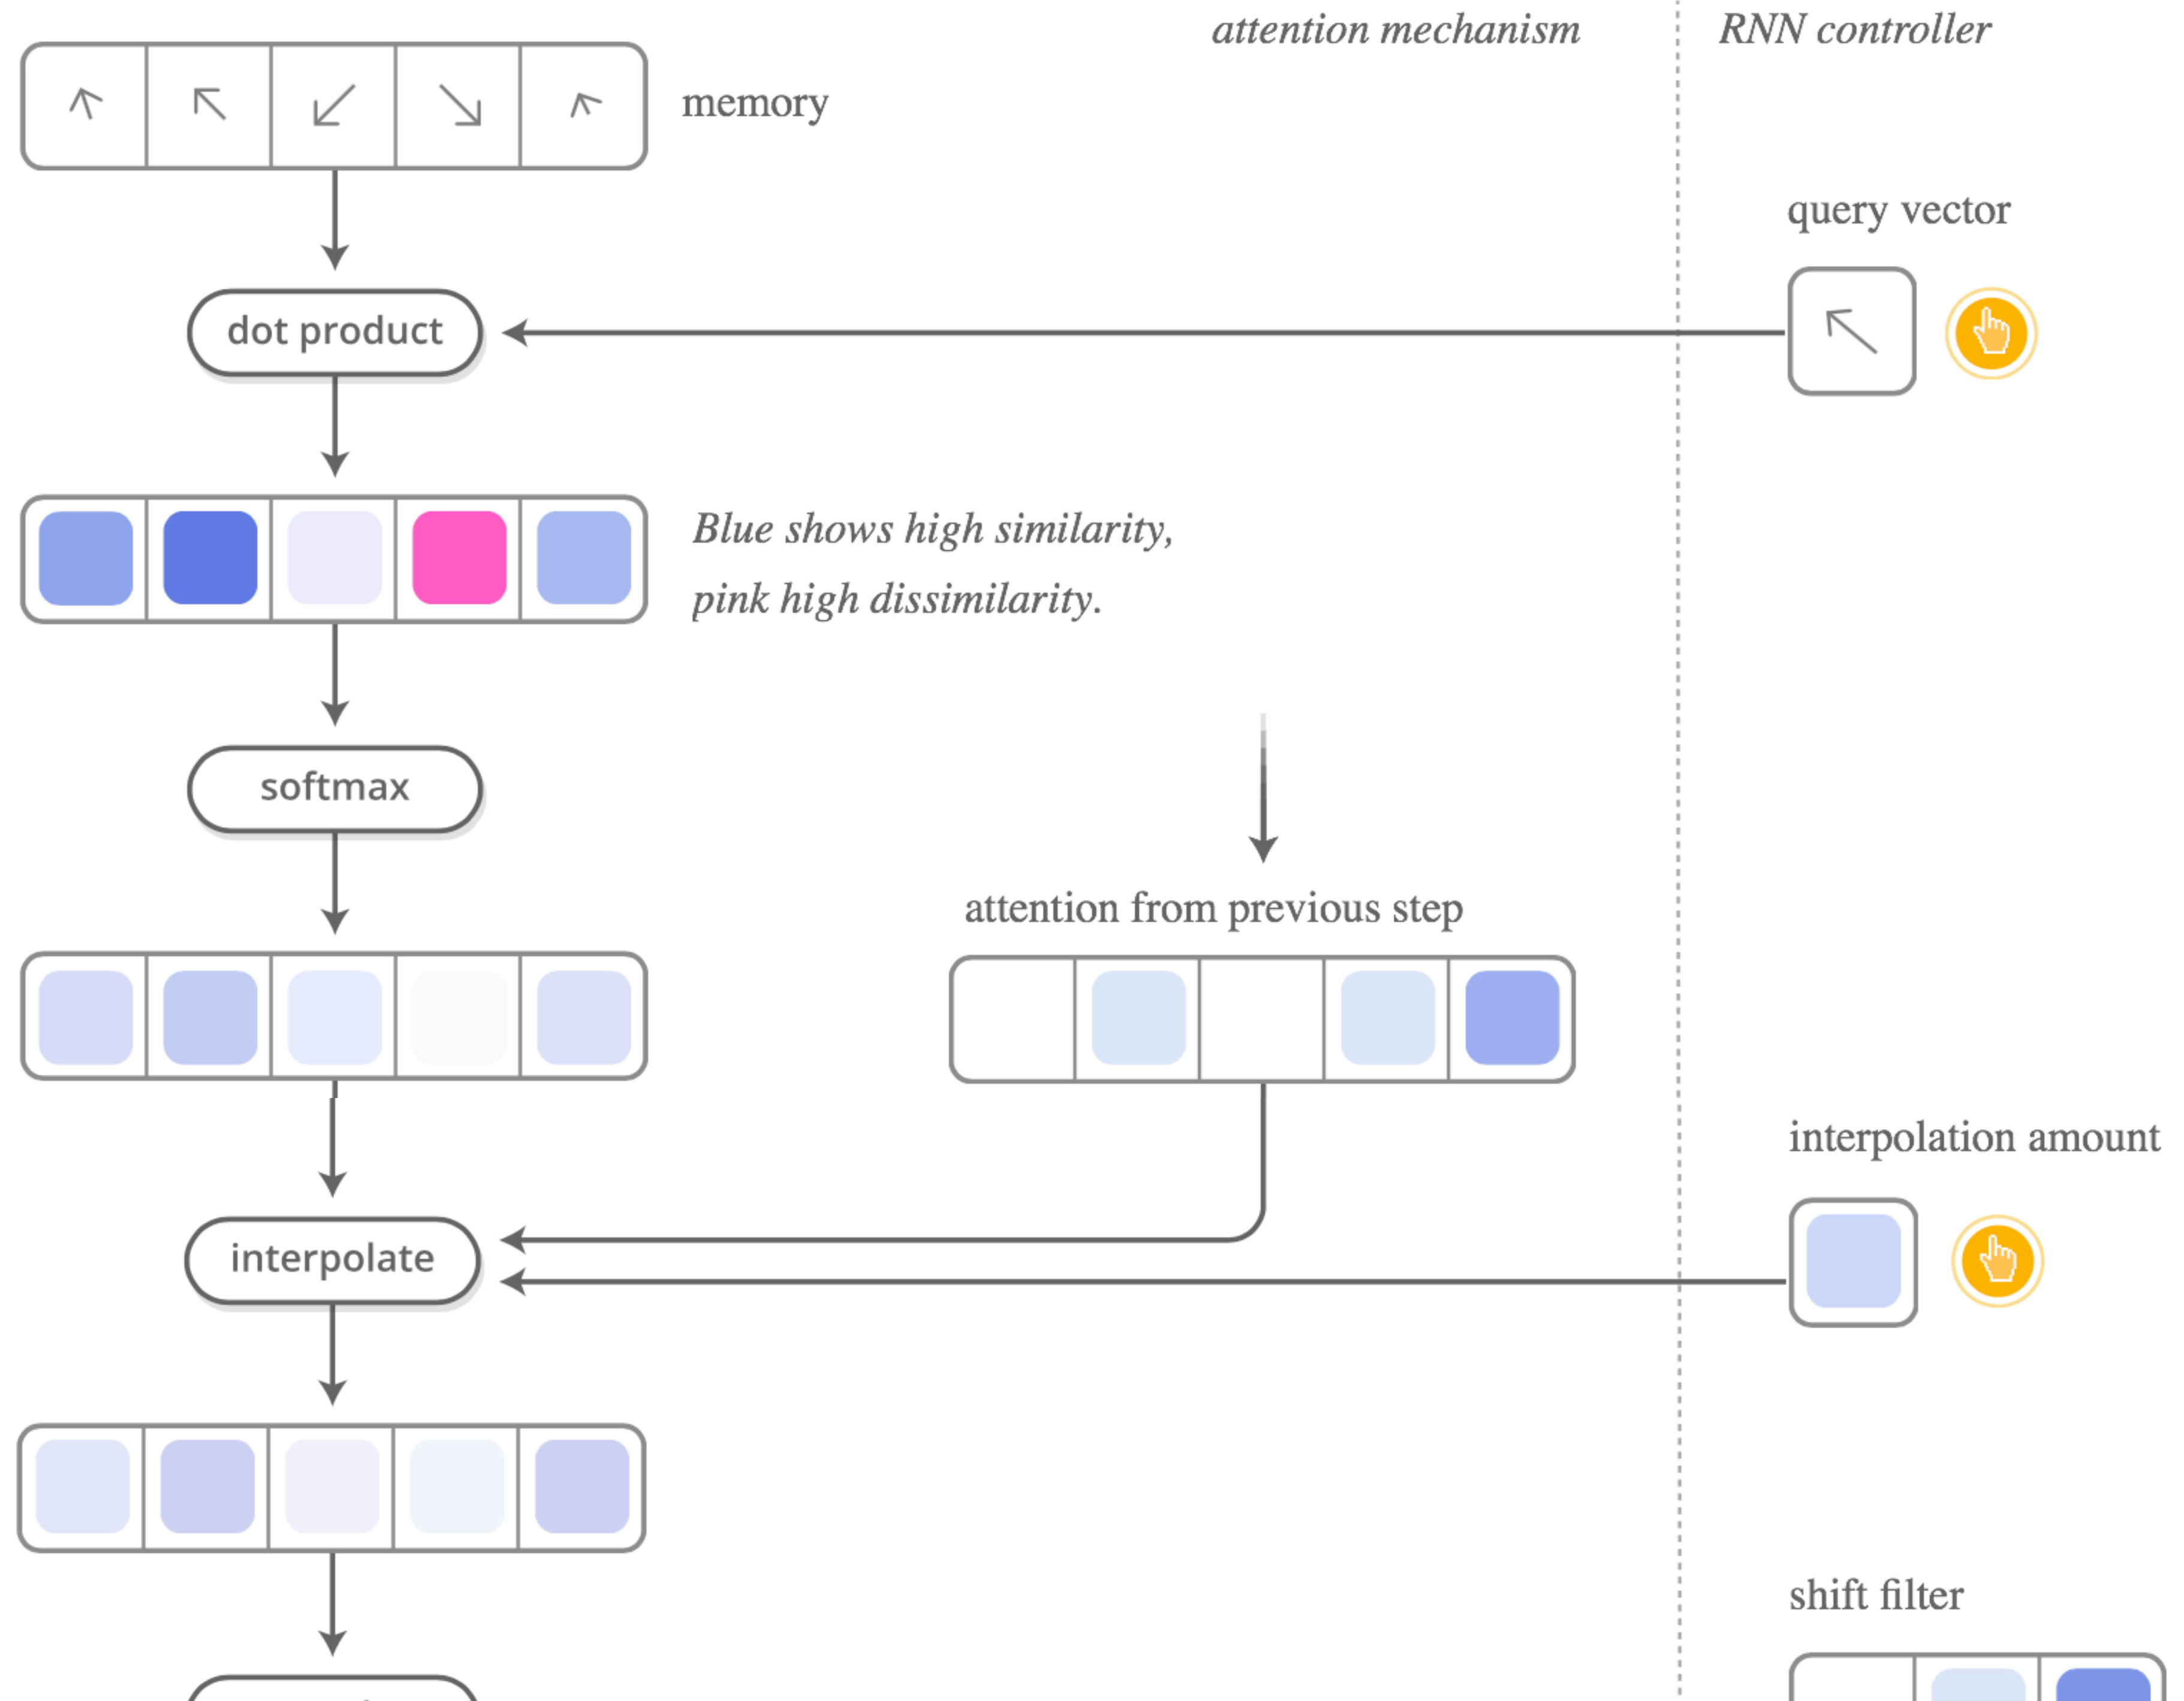 attention mechanism
RNN controller
memory
query vector
dot product
Blue shows high similarity,
pink high dissimilarity.
softmax
attention from previous step
interpolation amount
interpolate
shift filter